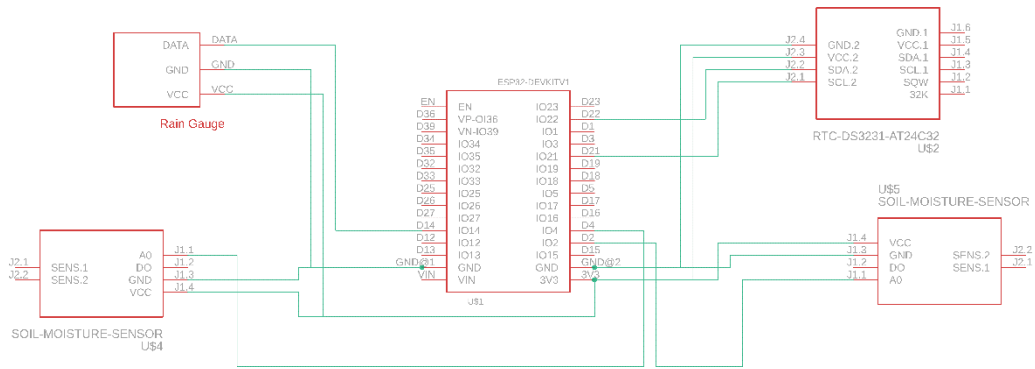 DATA DATA
GND GND
VCC VCC
Rain Gauge
ESP32-DEVKITV1
EN EN IO23 D23
D36 VP-OI36 IO22 D22
D39 VN-IO39 IO1 D1
D34 IO34 IO3 D3
D35 IO35 IO21 D21
D32 IO32 IO19 D19
D33 IO33 IO18 D18
D25 IO25 IO5 D5
D26 IO26 IO17 D17
D27 IO27 IO16 D16
D14 IO14 IO4 D4
D12 IO12 IO2 D2
D13 IO13 IO15 D15
GND@1 GND GND GND@2
VIN VIN 3V3 3V3
U$1
GND.1 J1.6
J2.4 GND.2 VCC.1 J1.5
J2.3 VCC.2 SDA.1 J1.4
J2.2 SDA.2 SCL.1 J1.3
J2.1 SCL.2 SQW J1.2
32K J1.1
RTC-DS3231-AT24C32
U$2
A0 J1.1
J2.1 SENS.1 DO J1.2
J2.2 SENS.2 GND J1.3
VCC J1.4
SOIL-MOISTURE-SENSOR
U$4
U$5
SOIL-MOISTURE-SENSOR
J1.4 VCC
J1.3 GND SENS.2 J2.2
J1.2 DO SENS.1 J2.1
J1.1 A0